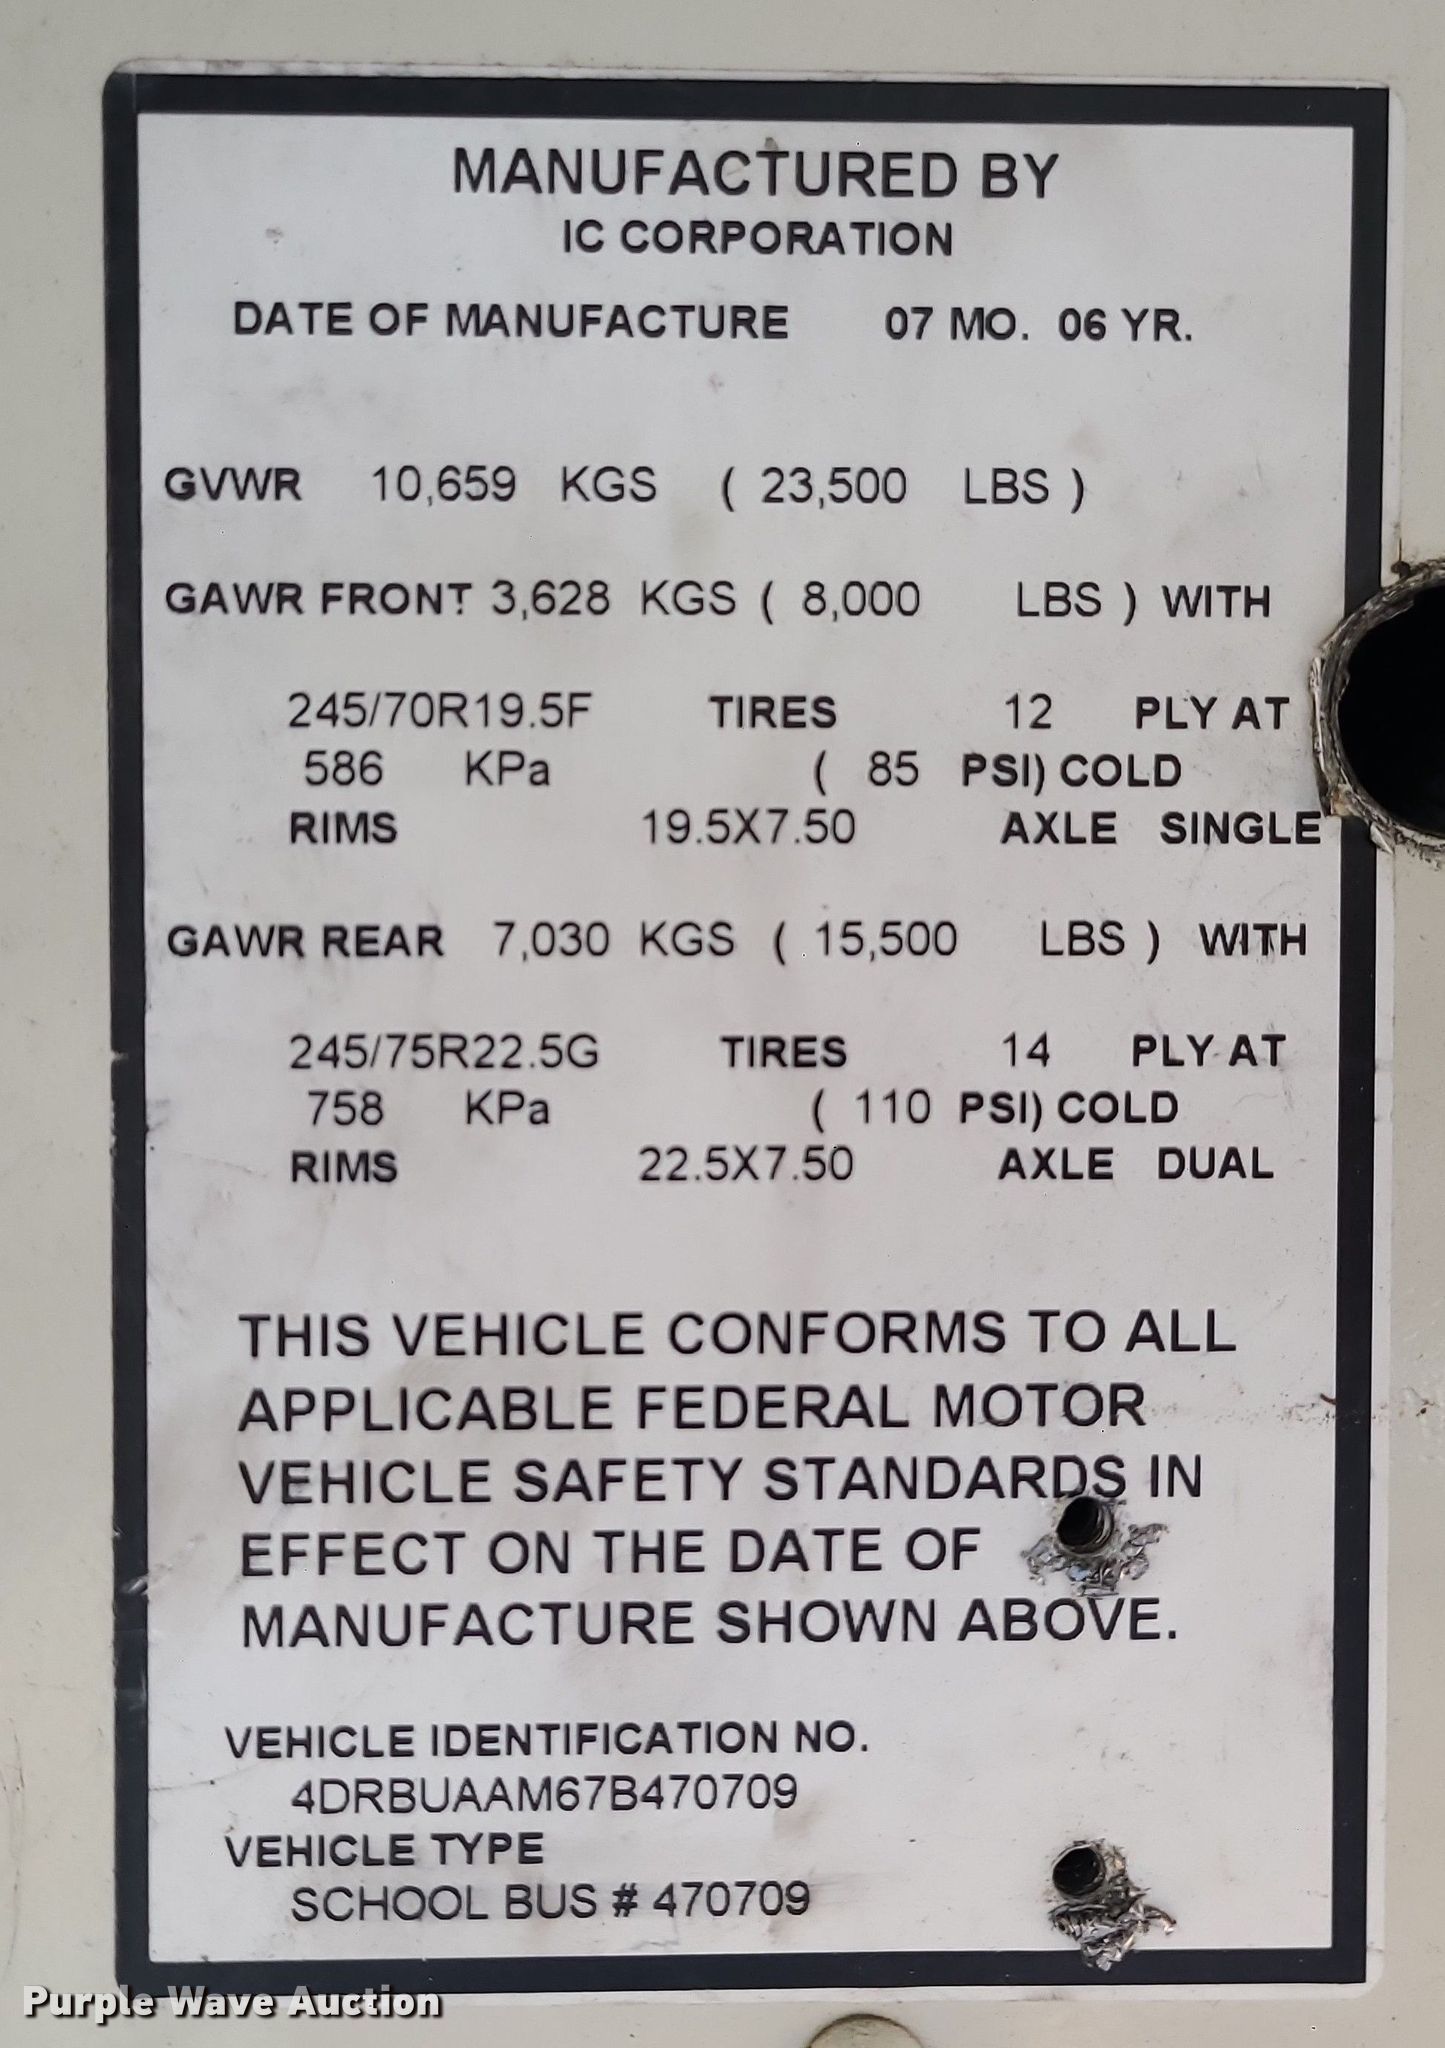 MANUFACTURED BY
IC CORPORATION
DATE OF MANUFACTURE 07 MO. 06 YR.
GVWR 10,659 KGS ( 23,500 LBS )
GAWR FRONT 3,628 KGS ( 8,000 LBS ) WITH
245/70R19.5F TIRES 12 PLY AT
586 KPa ( 85 PSI) COLD
RIMS 19.5X7.50 AXLE SINGLE
GAWR REAR 7,030 KGS ( 15,500 LBS ) WITH
245/75R22.5G TIRES 14 PLY AT
758 KPa ( 110 PSI) COLD
RIMS 22.5X7.50 AXLE DUAL
THIS VEHICLE CONFORMS TO ALL
APPLICABLE FEDERAL MOTOR
VEHICLE SAFETY STANDARDS IN
EFFECT ON THE DATE OF
MANUFACTURE SHOWN ABOVE.
VEHICLE IDENTIFICATION NO.
4DRBUAAM67B470709
VEHICLE TYPE
SCHOOL BUS # 470709
Purple Wave Auction